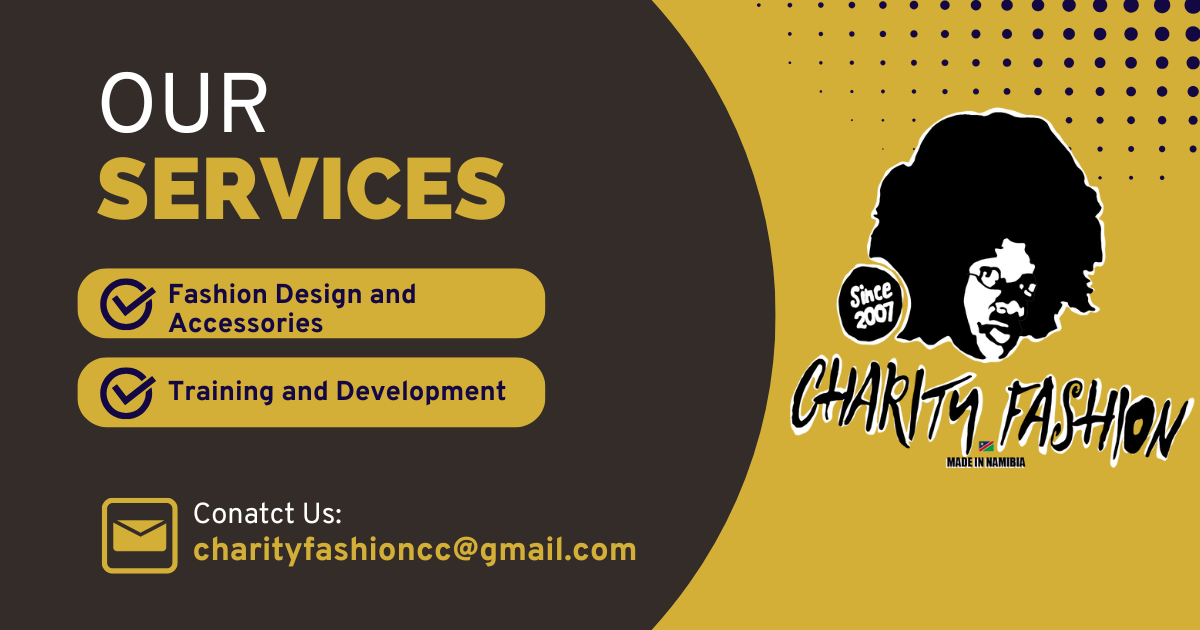 OUR
SERVICES
Fashion Design and
Accessories
Training and Development
Conatct Us:
charityfashioncc@gmail.com
Since
2007
CHARITY FASHION
MADE IN NAMIBIA